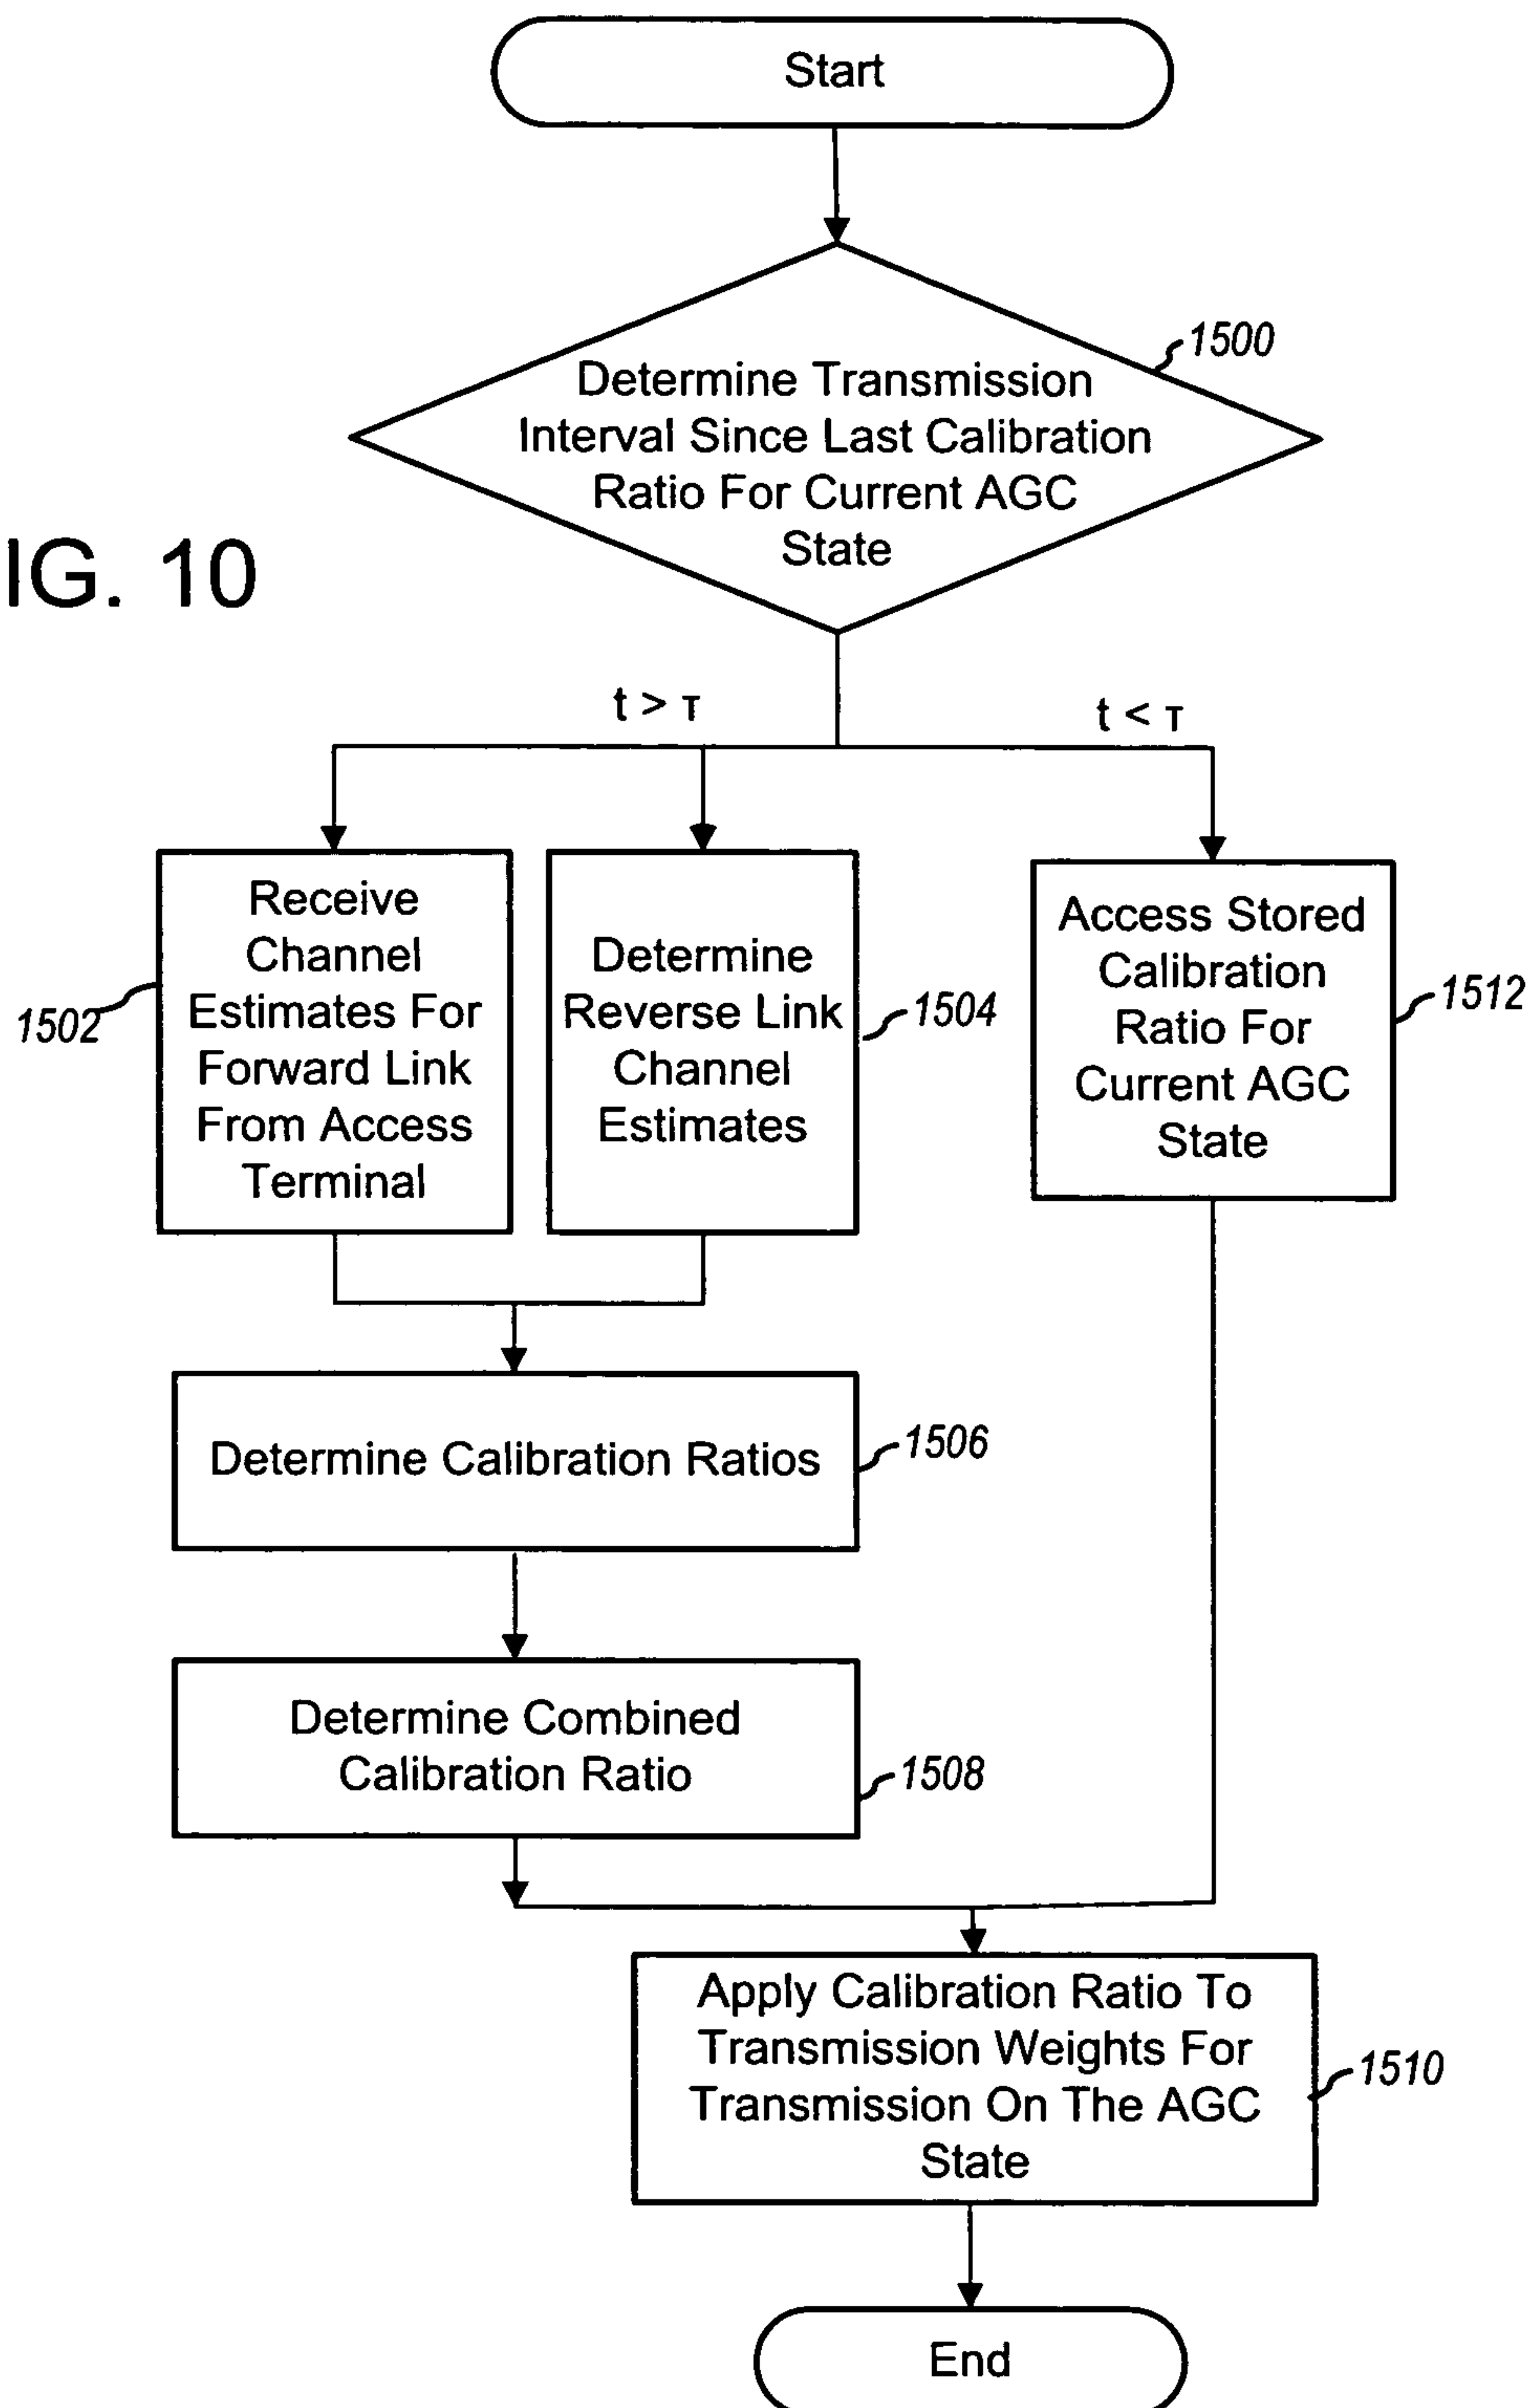 Start
1500
Determine Transmission
Interval Since Last Calibration
Ratio For Current AGC
State
IG. 10
t > τ
t < τ
Receive
Channel
Estimates For
Forward Link
From Access
Terminal
1502
Determine
Reverse Link
Channel
Estimates
1504
Access Stored
Calibration
Ratio For
Current AGC
State
1512
Determine Calibration Ratios
1506
Determine Combined
Calibration Ratio
1508
Apply Calibration Ratio To
Transmission Weights For
Transmission On The AGC
State
1510
End